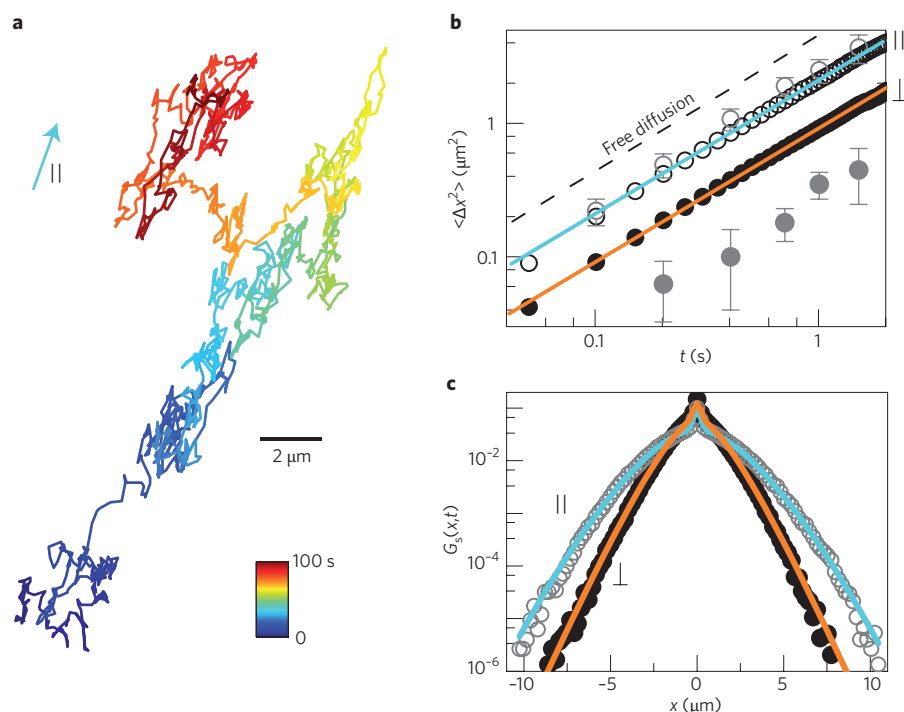 a
||
2 μm
100 s
0
b
<Δx²> (μm²)
1
0.1
Free diffusion
||
⊥
0.1
1
t (s)
c
Gₛ(x,t)
10⁻²
10⁻⁴
10⁻⁶
||
⊥
-10
-5
0
5
10
x (μm)